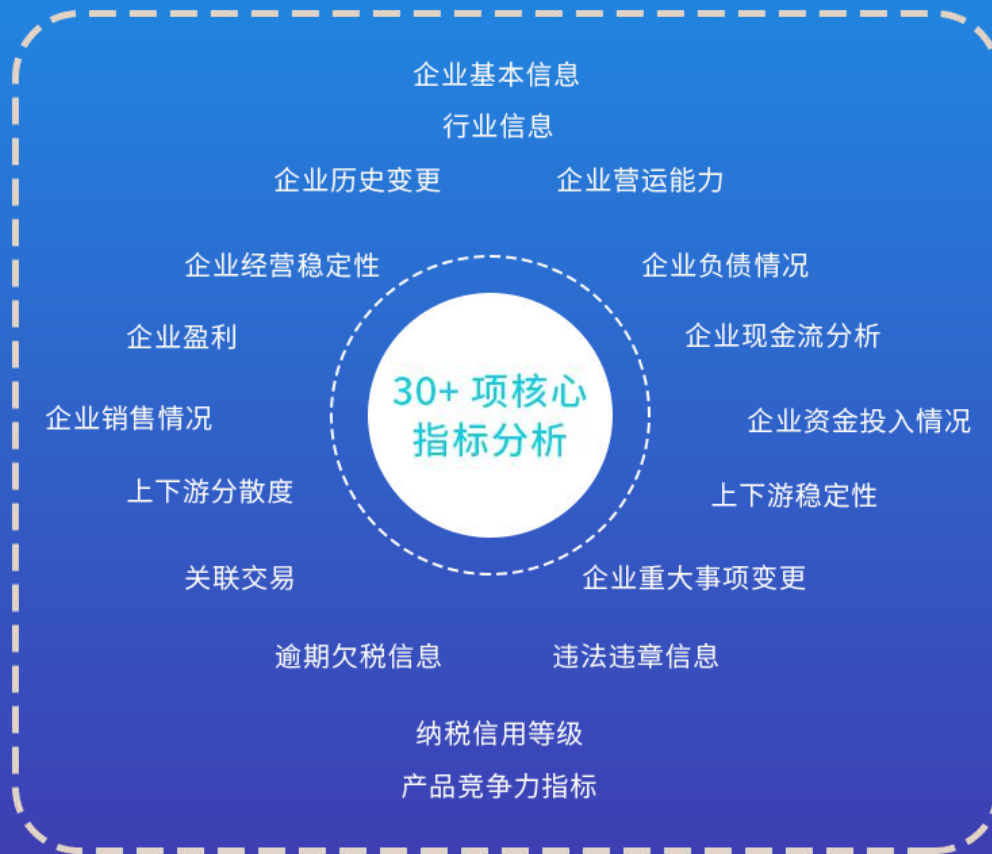 企业基本信息
行业信息
企业历史变更
企业营运能力
企业经营稳定性
企业负债情况
企业盈利
企业现金流分析
30+ 项核心
指标分析
企业销售情况
企业资金投入情况
上下游分散度
上下游稳定性
关联交易
企业重大事项变更
逾期欠税信息
违法违章信息
纳税信用等级
产品竞争力指标